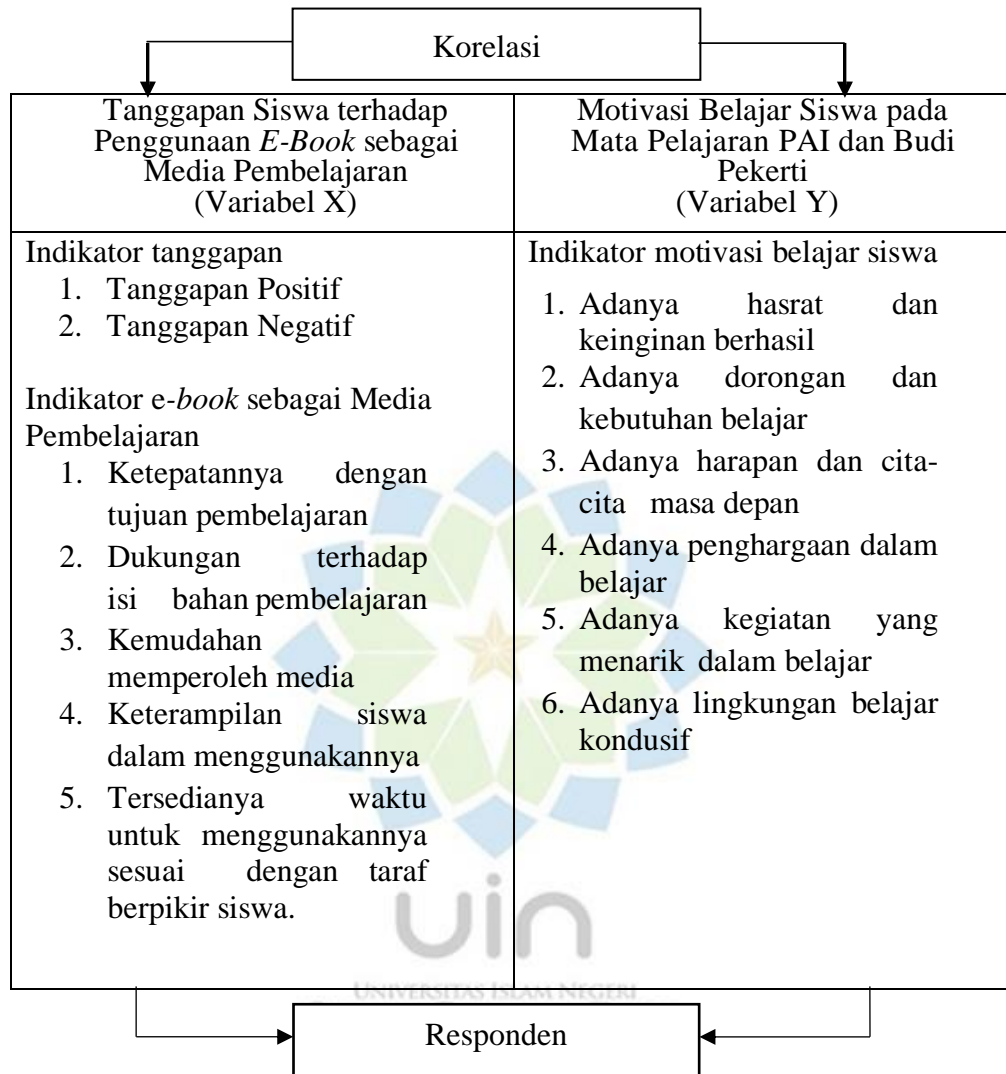 Korelasi
Tanggapan Siswa terhadap
Penggunaan E-Book sebagai
Media Pembelajaran
(Variabel X)
Motivasi Belajar Siswa pada
Mata Pelajaran PAI dan Budi
Pekerti
(Variabel Y)
Indikator tanggapan
1. Tanggapan Positif
2. Tanggapan Negatif
Indikator e-book sebagai Media
Pembelajaran
1. Ketepatannya dengan
tujuan pembelajaran
2. Dukungan terhadap
isi bahan pembelajaran
3. Kemudahan
memperoleh media
4. Keterampilan siswa
dalam menggunakannya
5. Tersedianya waktu
untuk menggunakannya
sesuai dengan taraf
berpikir siswa.
Indikator motivasi belajar siswa
1. Adanya hasrat dan
keinginan berhasil
2. Adanya dorongan dan
kebutuhan belajar
3. Adanya harapan dan cita-
cita masa depan
4. Adanya penghargaan dalam
belajar
5. Adanya kegiatan yang
menarik dalam belajar
6. Adanya lingkungan belajar
kondusif
uin
UNIVERSITAS ISLAM NEGERI
Responden